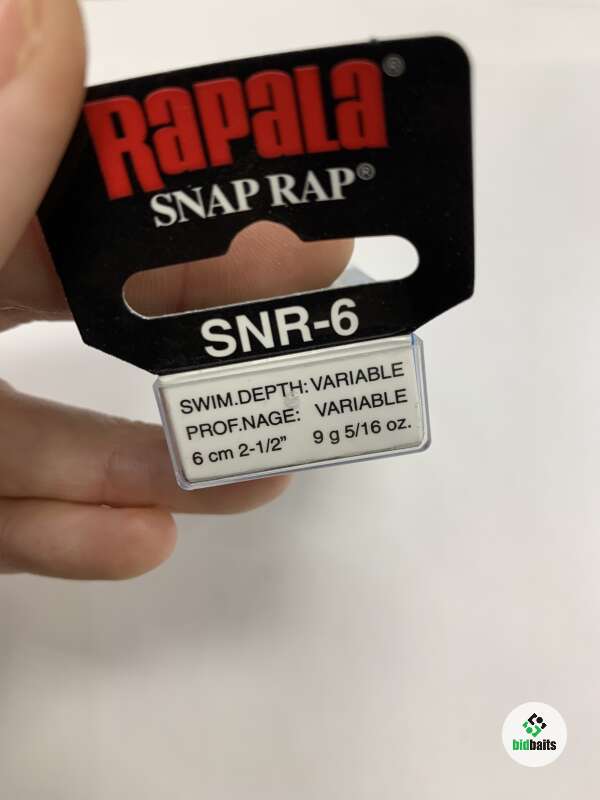 Rapala®
SNAP RAP®
SNR-6
SWIM.DEPTH: VARIABLE
PROF.NAGE: VARIABLE
6 cm 2-1/2” 9 g 5/16 oz.
bidbaits